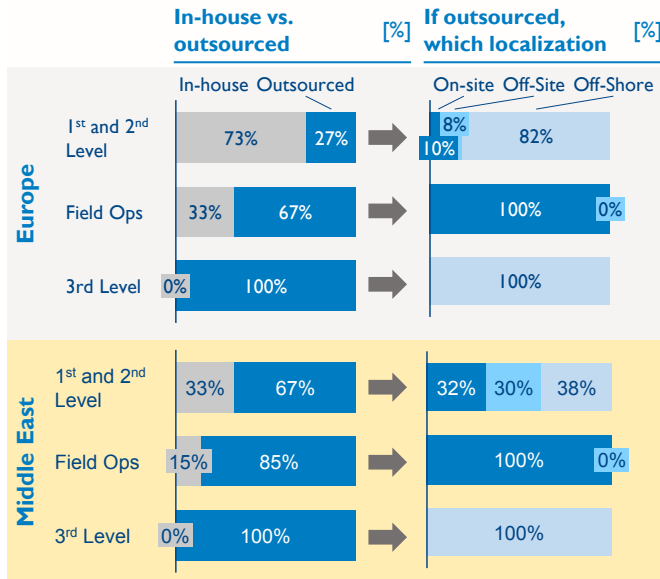 In-house vs.
outsourced
[%]
If outsourced,
which localization
[%]
Europe
In-house Outsourced
On-site Off-Site Off-Shore
1st and 2nd
Level
73%
27%
8%
10%
82%
Field Ops
33%
67%
100%
0%
3rd Level
0%
100%
100%
Middle East
1st and 2nd
Level
33%
67%
32%
30%
38%
Field Ops
15%
85%
100%
0%
3rd Level
0%
100%
100%